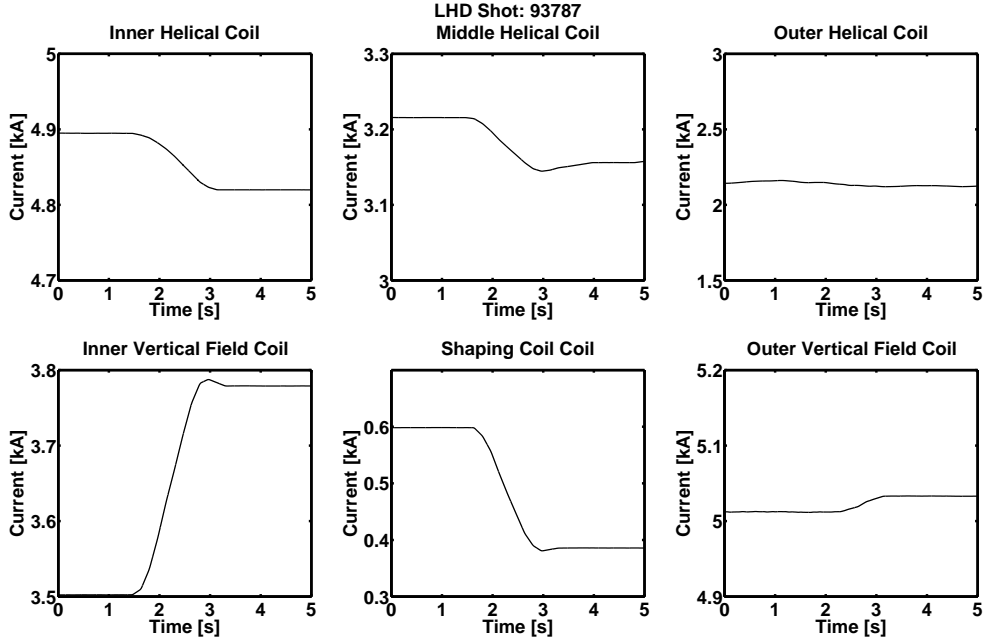 LHD Shot: 93787
Inner Helical Coil
Middle Helical Coil
Outer Helical Coil
5
4.9
4.8
4.7
Current [kA]
0 1 2 3 4 5
Time [s]
3.3
3.2
3.1
3
Current [kA]
0 1 2 3 4 5
Time [s]
3
2.5
2
1.5
Current [kA]
0 1 2 3 4 5
Time [s]
Inner Vertical Field Coil
Shaping Coil Coil
Outer Vertical Field Coil
3.8
3.7
3.6
3.5
Current [kA]
0 1 2 3 4 5
Time [s]
0.6
0.5
0.4
0.3
Current [kA]
0 1 2 3 4 5
Time [s]
5.2
5.1
5
4.9
Current [kA]
0 1 2 3 4 5
Time [s]